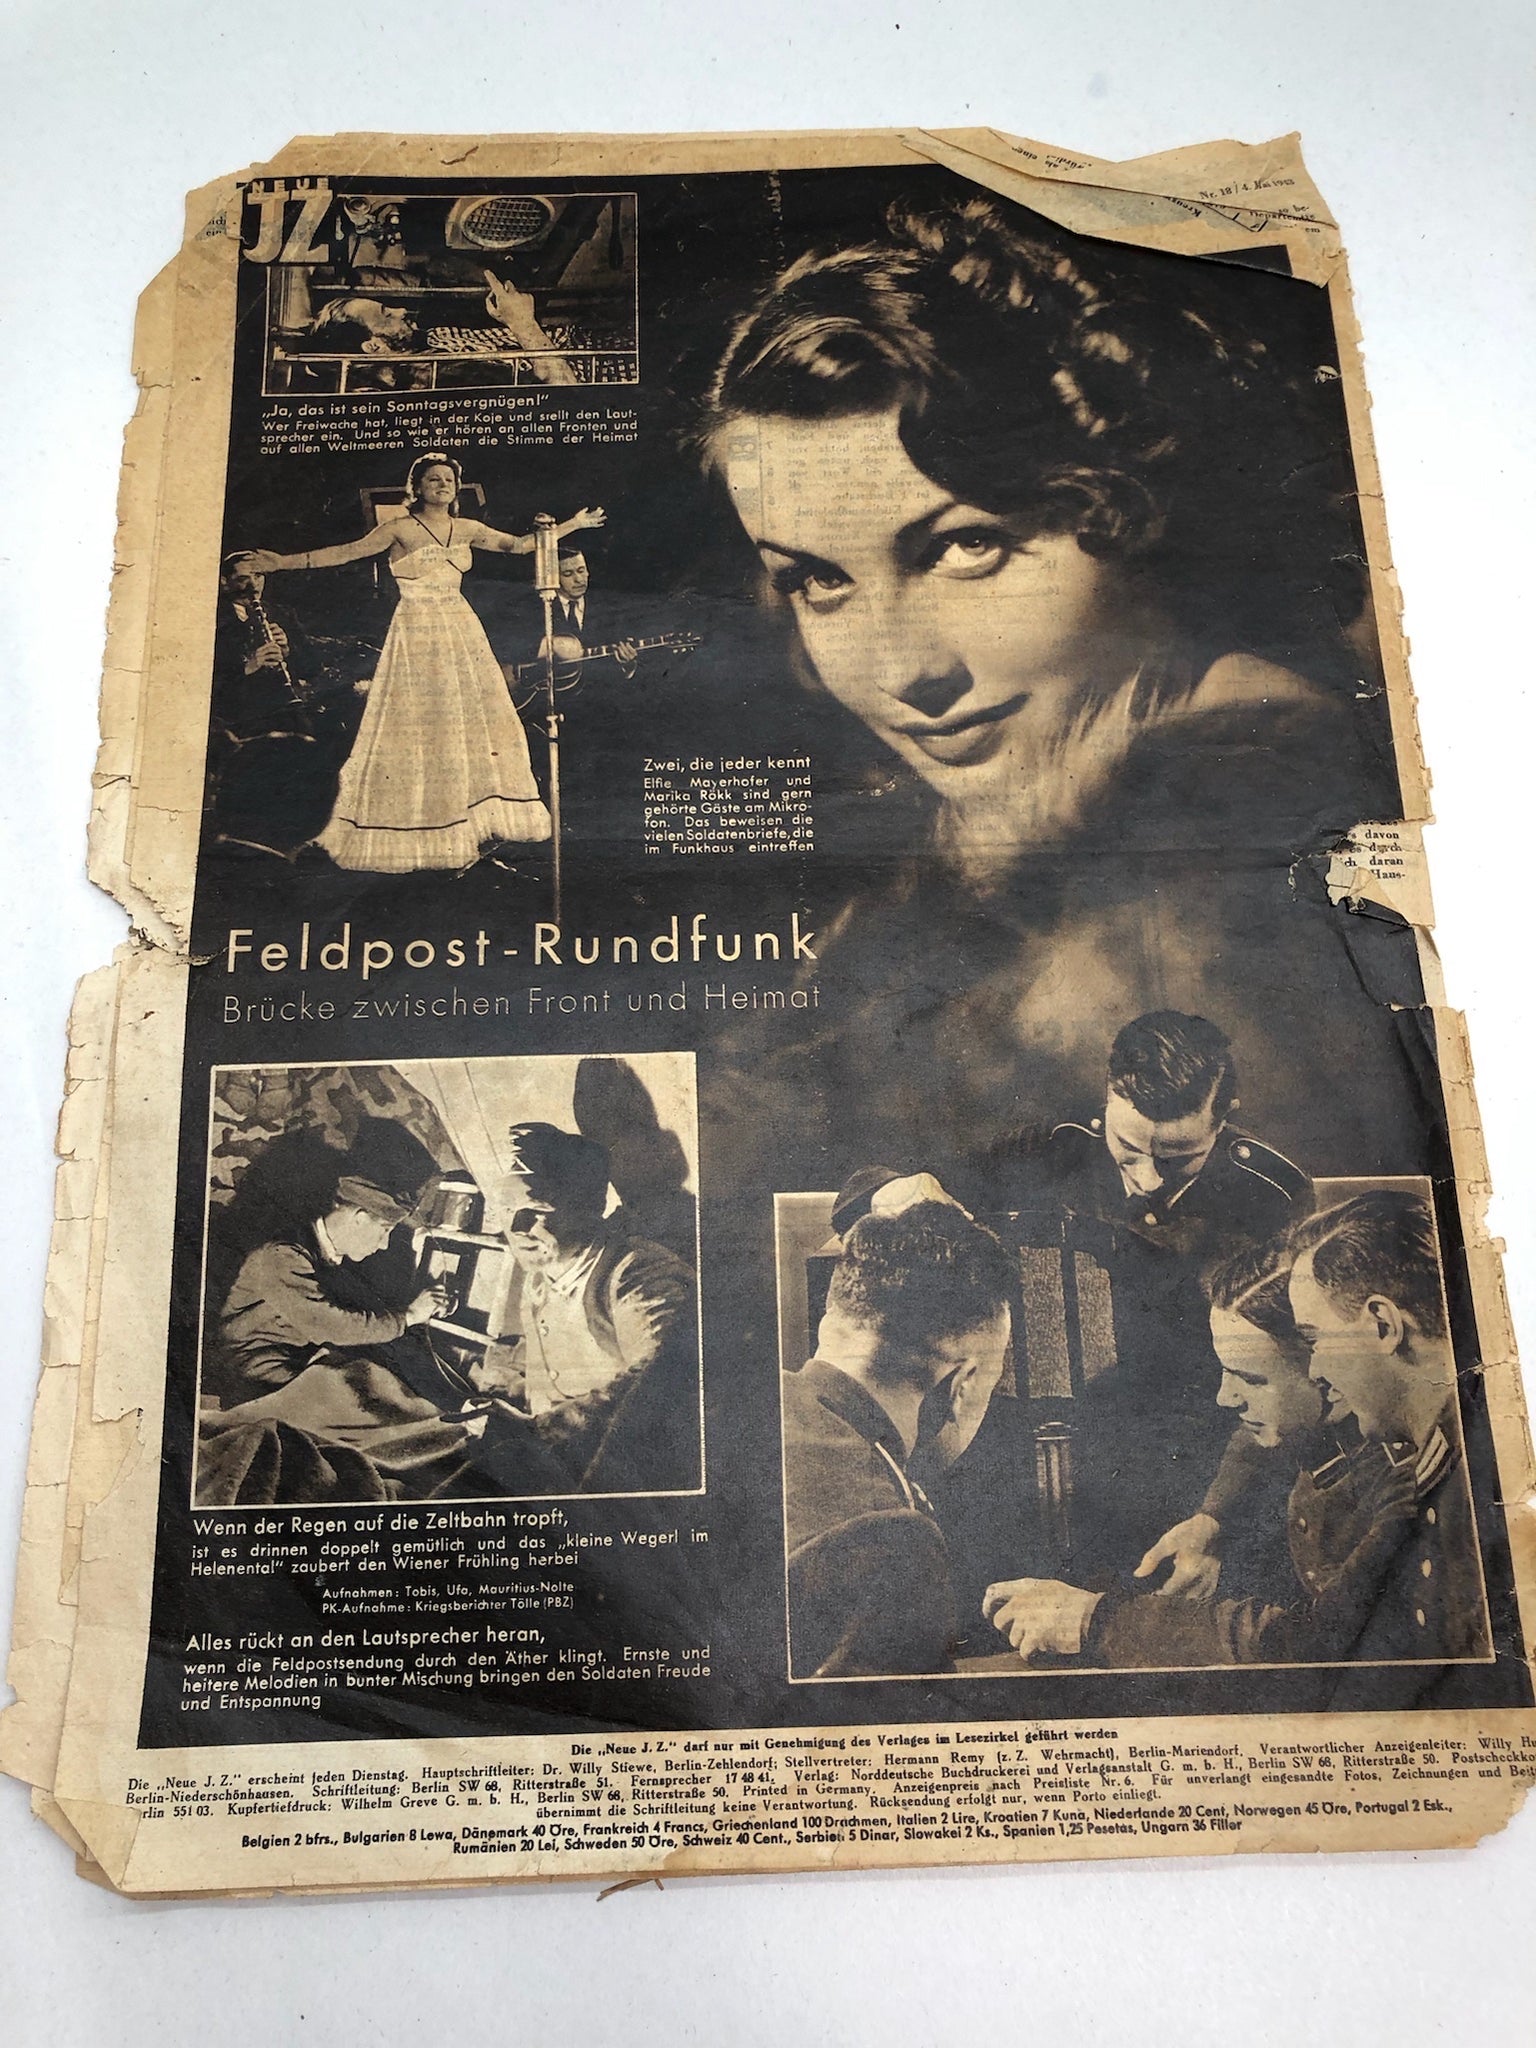 NEUE
JZ
Nr. 18 / 4. Mai 1943
„Ja, das ist sein Sonntagsvergnügen!“
Wer Freiwache hat, liegt in der Koje und stellt den Laut-
sprecher ein. Und so wie er hören an allen Fronten und
auf allen Weltmeeren Soldaten die Stimme der Heimat
Zwei, die jeder kennt
Elfie Mayerhofer und
Marika Rökk sind gern
gehörte Gäste am Mikro-
fon. Das beweisen die
vielen Soldatenbriefe, die
im Funkhaus eintreffen
davon
durch
daran
Haus-
Feldpost-Rundfunk
Brücke zwischen Front und Heimat
Wenn der Regen auf die Zeltbahn tropft,
ist es drinnen doppelt gemütlich und das „kleine Wegerl im
Helenental“ zaubert den Wiener Frühling herbei
Aufnahmen: Tobis, Ufa, Mauritius-Nolte
PK-Aufnahme: Kriegsberichter Tölle (PBZ)
Alles rückt an den Lautsprecher heran,
wenn die Feldpostsendung durch den Äther klingt. Ernste und
heitere Melodien in bunter Mischung bringen den Soldaten Freude
und Entspannung
Die „Neue J. Z.“ darf nur mit Genehmigung des Verlages im Lesezirkel geführt werden
Die „Neue J. Z.“ erscheint jeden Dienstag. Hauptschriftleiter: Dr. Willy Stiewe, Berlin-Zehlendorf; Stellvertreter: Hermann Remy (z. Z. Wehrmacht), Berlin-Mariendorf. Verantwortlicher Anzeigenleiter: Willy
Berlin-Niederschönhausen. Schriftleitung: Berlin SW 68, Ritterstraße 51. Fernsprecher 17 48 41. Verlag: Norddeutsche Buchdruckerei und Verlagsanstalt G. m. b. H., Berlin SW 68, Ritterstraße 50.
551 03. Kupfertiefdruck: Wilhelm Greve G. m. b. H., Berlin SW 68, Ritterstraße 50. Printed in Germany. Anzeigenpreis nach Preisliste Nr. 6. Für unverlangt eingesandte Fotos, Zeichnungen und
übernimmt die Schriftleitung keine Verantwortung. Rücksendung erfolgt nur, wenn Porto einliegt.
Belgien 2 bfrs., Bulgarien 8 Lewa, Dänemark 40 Öre, Frankreich 4 Francs, Griechenland 100 Drachmen, Italien 2 Lire, Kroatien 7 Kuna, Niederlande 20 Cent, Norwegen 45 Öre, Portugal 2 Esk.,
Rumänien 20 Lei, Schweden 50 Öre, Schweiz 40 Cent., Serbien 5 Dinar, Slowakei 2 Ks., Spanien 1,25 Pesetas, Ungarn 36 Filler